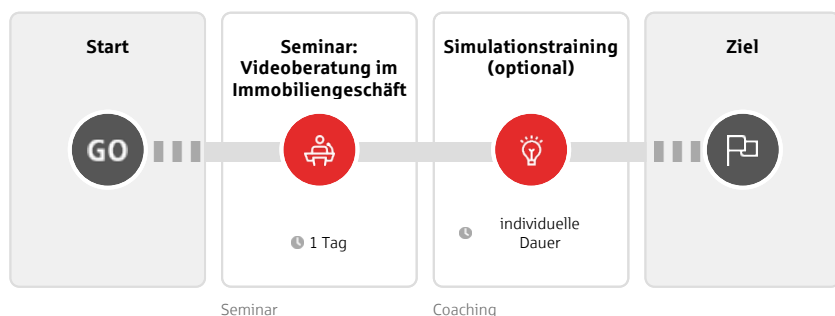 Start
Seminar:
Videoberatung im
Immobiliengeschäft
Simulationstraining
(optional)
Ziel
GO
1 Tag
individuelle
Dauer
Seminar
Coaching